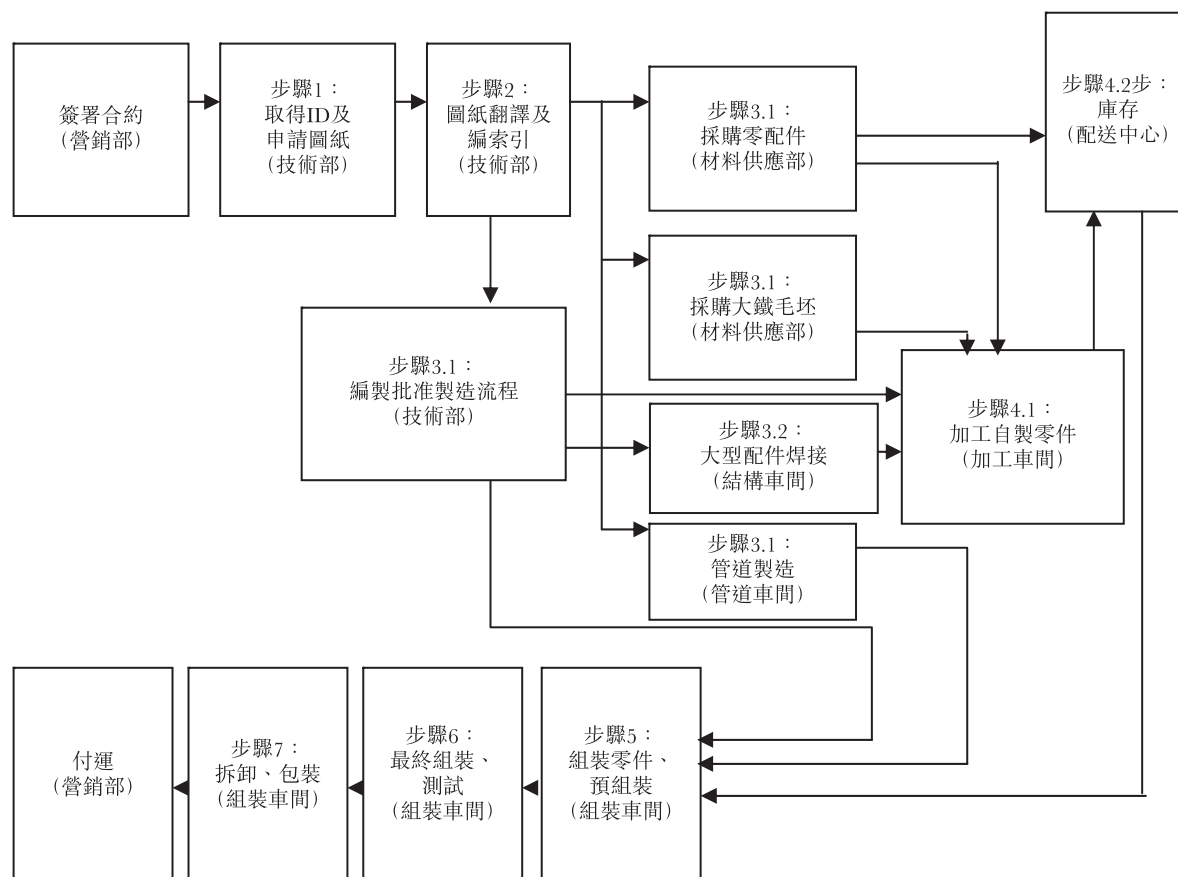 簽署合約
(營銷部)
步驟1：
取得ID及
申請圖紙
(技術部)
步驟2：
圖紙翻譯及
編索引
(技術部)
步驟3.1：
採購零配件
(材料供應部)
步驟4.2步：
庫存
(配送中心)
步驟3.1：
採購大鐵毛坯
(材料供應部)
步驟3.1：
編製批准製造流程
(技術部)
步驟3.2：
大型配件焊接
(結構車間)
步驟4.1：
加工自製零件
(加工車間)
步驟3.1：
管道製造
(管道車間)
付運
(營銷部)
步驟7：
拆卸、包裝
(組裝車間)
步驟6：
最終組裝、
測試
(組裝車間)
步驟5：
組裝零件、
預組裝
(組裝車間)